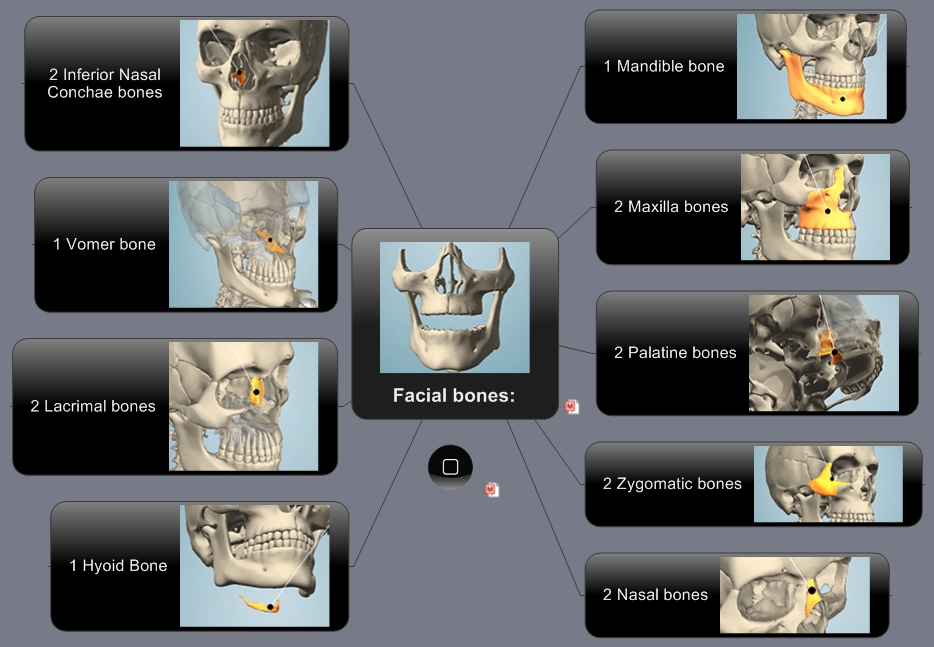 2 Inferior Nasal
Conchae bones
1 Vomer bone
2 Lacrimal bones
1 Hyoid Bone
Facial bones:
1 Mandible bone
2 Maxilla bones
2 Palatine bones
2 Zygomatic bones
2 Nasal bones